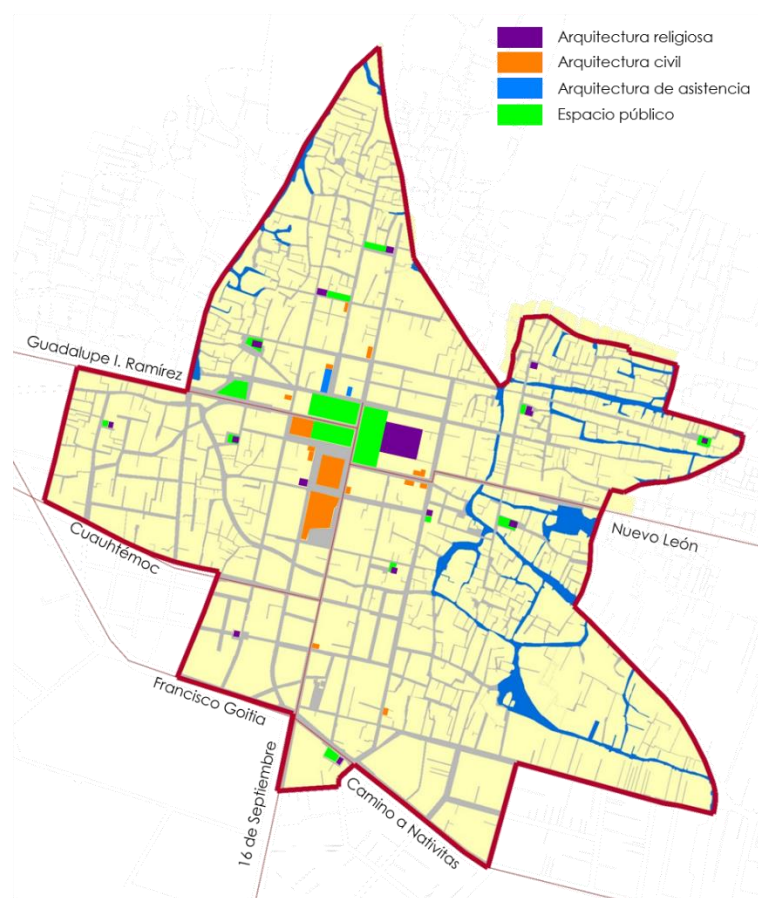 Arquitectura religiosa
Arquitectura civil
Arquitectura de asistencia
Espacio público
Guadalupe I. Ramírez
Nuevo León
Cuauhtémoc
Francisco Goitia
16 de Septiembre
Camino a Nativitas